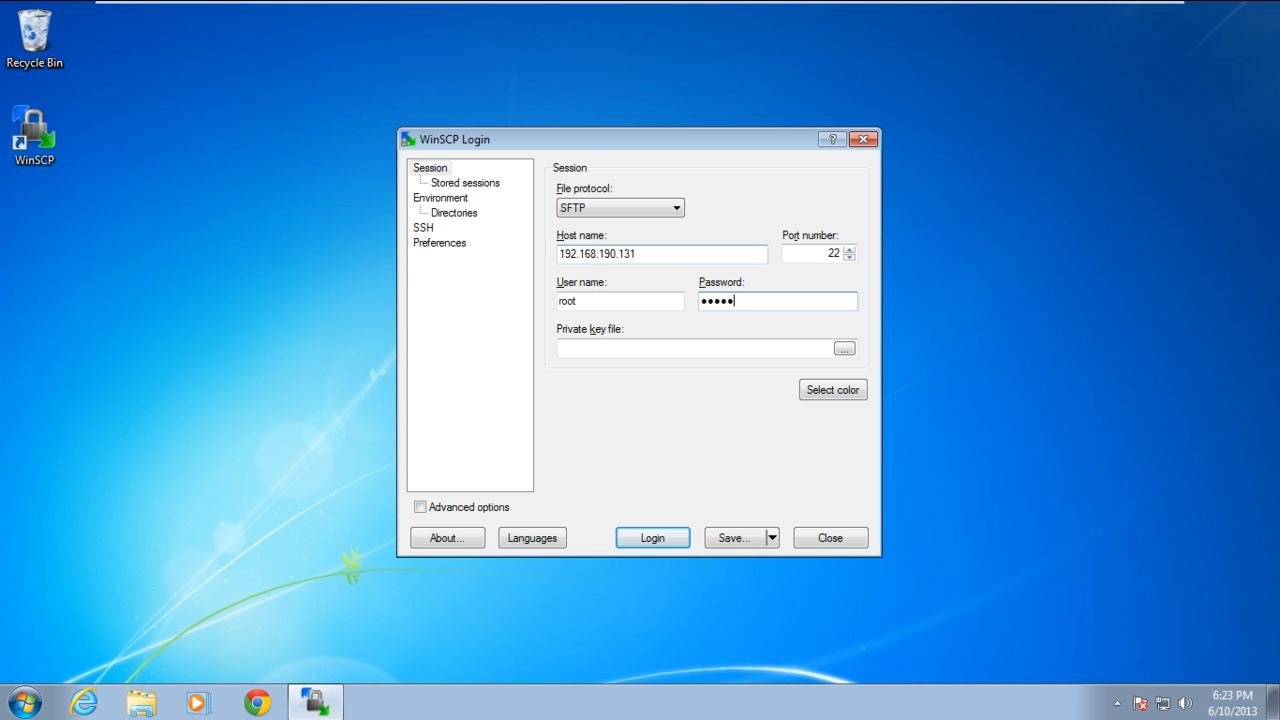 Recycle Bin
WinSCP
WinSCP Login
?
Session
Stored sessions
Environment
Directories
SSH
Preferences
Session
File protocol:
SFTP
Host name:
Port number:
192.168.190.131
22
User name:
Password:
root
●●●●●
Private key file:
...
Select color
Advanced options
About...
Languages
Login
Save...
Close
6:23 PM
6/10/2013